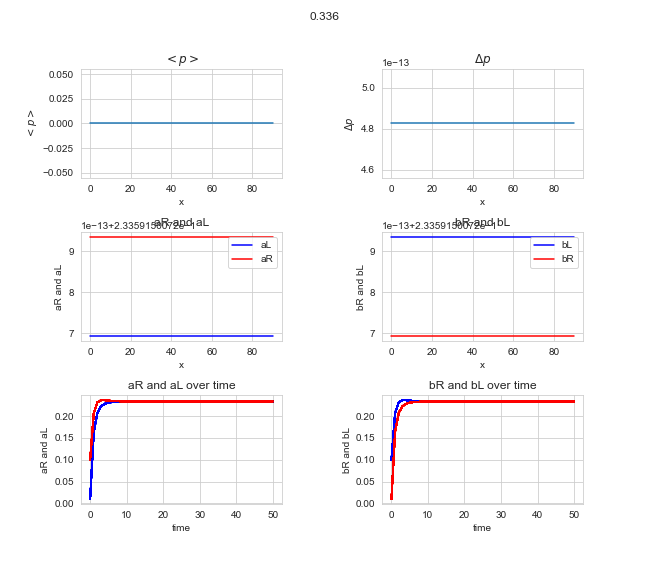 0.336
< p >
Δp
1e−13
0.050
0.025
0.000
−0.025
−0.050
< p >
0 20 40 60 80
x
5.0
4.8
4.6
Δp
0 20 40 60 80
x
aR and aL
1e−13+2.3359150072e−1
9
8
7
aR and aL
aL
aR
0 20 40 60 80
x
bR and bL
1e−13+2.3359150072e−1
9
8
7
bR and bL
bL
bR
0 20 40 60 80
x
aR and aL over time
0.20
0.15
0.10
0.05
0.00
aR and aL
0 10 20 30 40 50
time
bR and bL over time
0.20
0.15
0.10
0.05
0.00
bR and bL
0 10 20 30 40 50
time